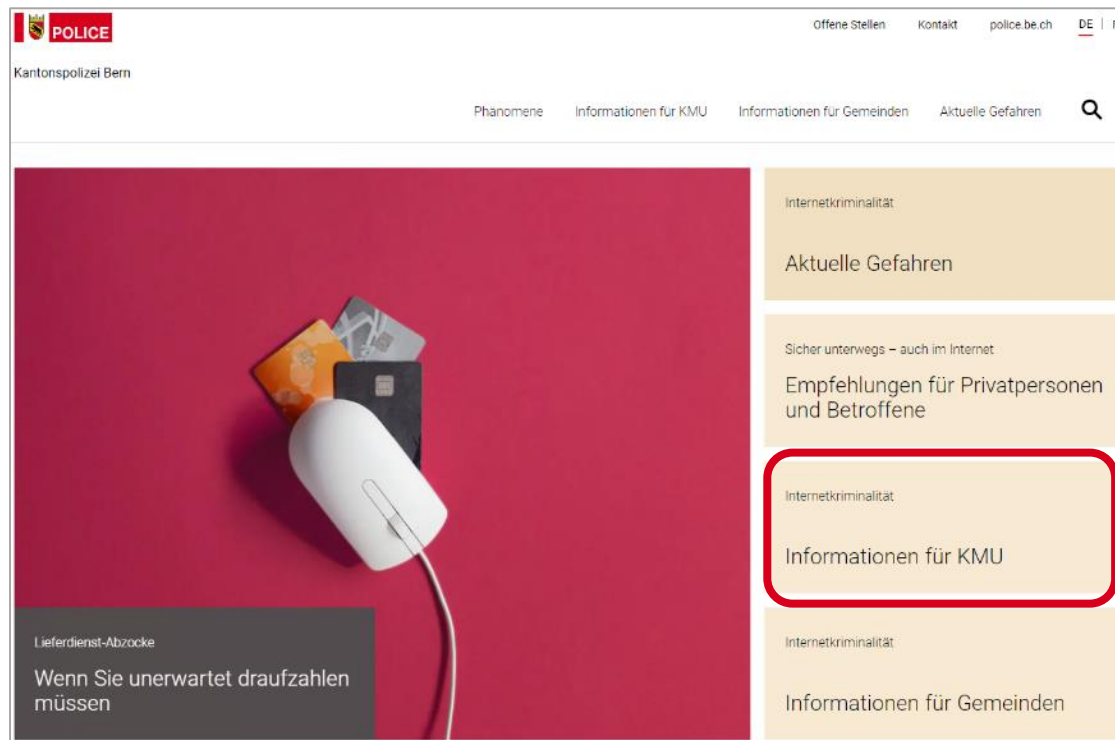 POLICE
Offene Stellen Kontakt police.be.ch DE
Kantonspolizei Bern
Phänomene Informationen für KMU Informationen für Gemeinden Aktuelle Gefahren
Internetkriminalität
Aktuelle Gefahren
Sicher unterwegs – auch im Internet
Empfehlungen für Privatpersonen
und Betroffene
Internetkriminalität
Informationen für KMU
Lieferdienst-Abzocke
Wenn Sie unerwartet draufzahlen
müssen
Internetkriminalität
Informationen für Gemeinden